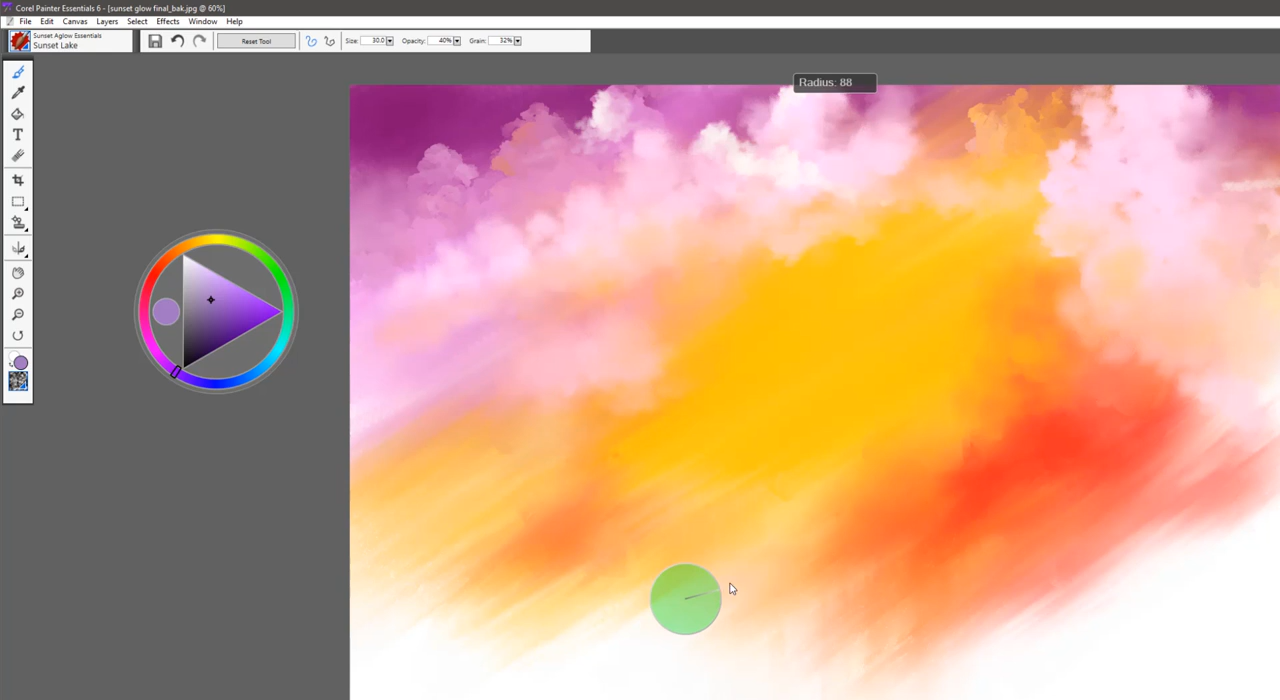 Corel Painter Essentials 6 - [sunset glow final_bak.jpg @ 60%]
File Edit Canvas Layers Select Effects Window Help
Sunset Aglow Essentials
Sunset Lake
Reset Tool Size: 30.0 Opacity: 40% Grain: 32%
Radius: 88
T